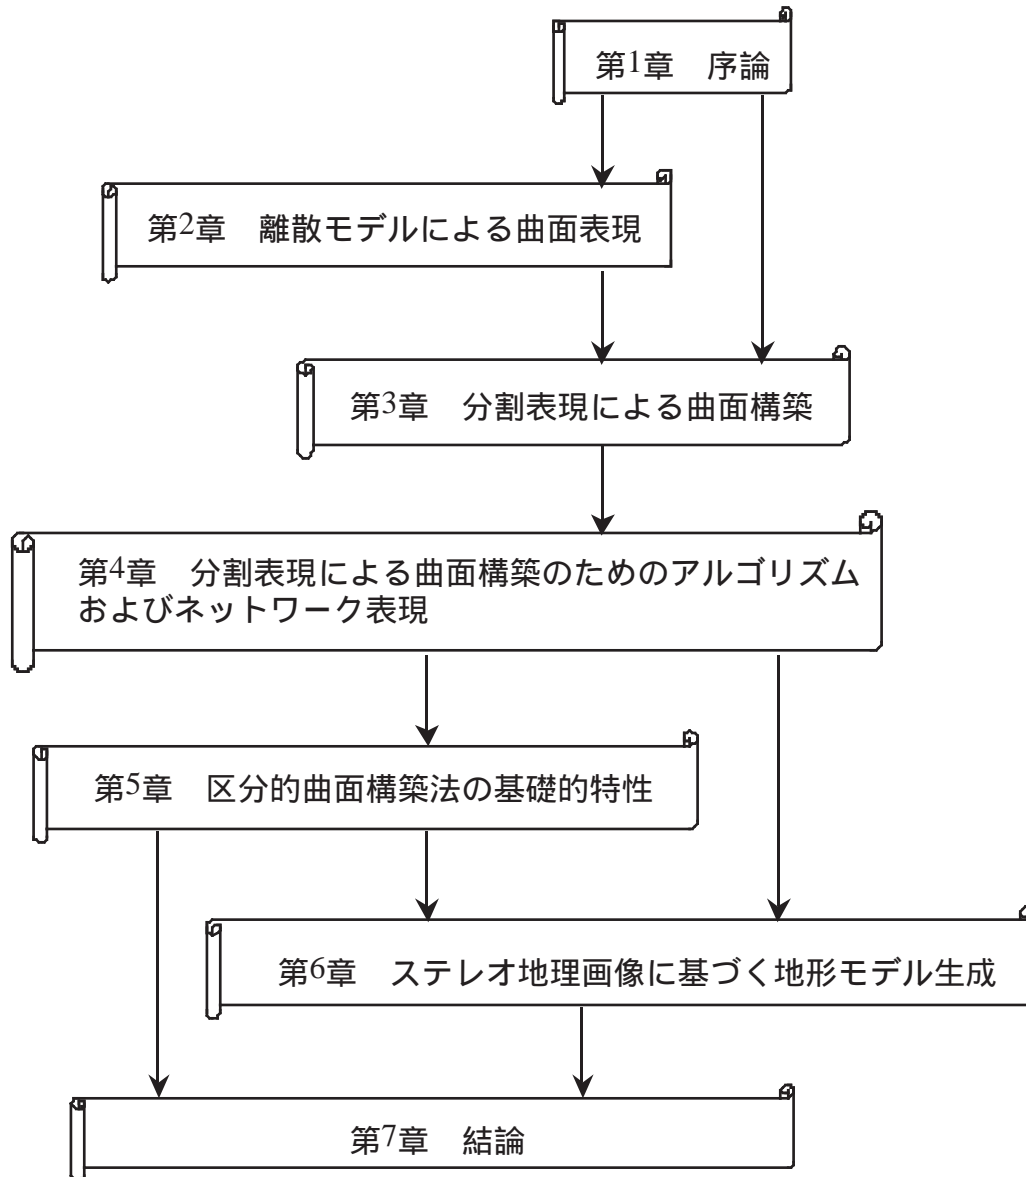 第1章　序論
第2章　離散モデルによる曲面表現
第3章　分割表現による曲面構築
第4章　分割表現による曲面構築のためのアルゴリズム
およびネットワーク表現
第5章　区分的曲面構築法の基礎的特性
第6章　ステレオ地理画像に基づく地形モデル生成
第7章　結論